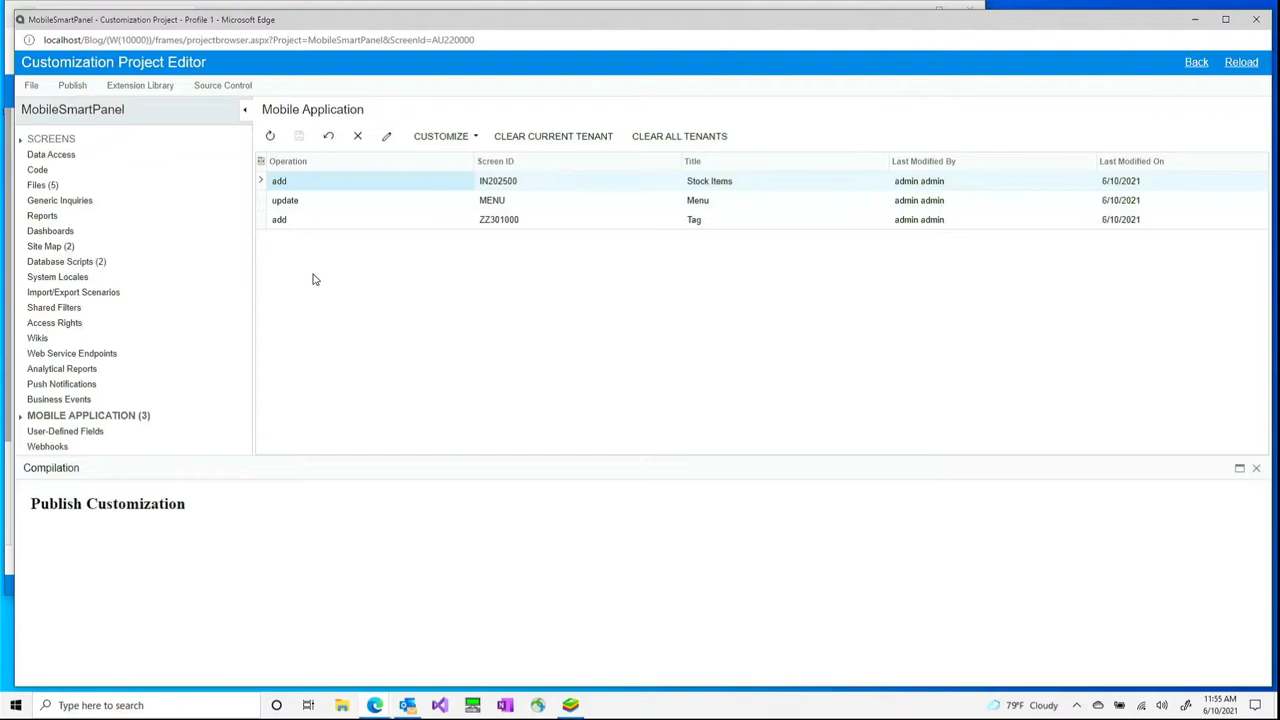 MobileSmartPanel - Customization Project - Profile 1 - Microsoft Edge
localhost/Blog/(W(10000))/frames/projectbrowser.aspx?Project=MobileSmartPanel&ScreenId=AU220000
Customization Project Editor
Back
Reload
File
Publish
Extension Library
Source Control
MobileSmartPanel
SCREENS
Data Access
Code
Files (5)
Generic Inquiries
Reports
Dashboards
Site Map (2)
Database Scripts (2)
System Locales
Import/Export Scenarios
Shared Filters
Access Rights
Wikis
Web Service Endpoints
Analytical Reports
Push Notifications
Business Events
MOBILE APPLICATION (3)
User-Defined Fields
Webhooks
Mobile Application
CUSTOMIZE
CLEAR CURRENT TENANT
CLEAR ALL TENANTS
Operation Screen ID Title Last Modified By Last Modified On
add IN202500 Stock Items admin admin 6/10/2021
update MENU Menu admin admin 6/10/2021
add ZZ301000 Tag admin admin 6/10/2021
Compilation
Publish Customization
Type here to search
79°F Cloudy
11:55 AM
6/10/2021